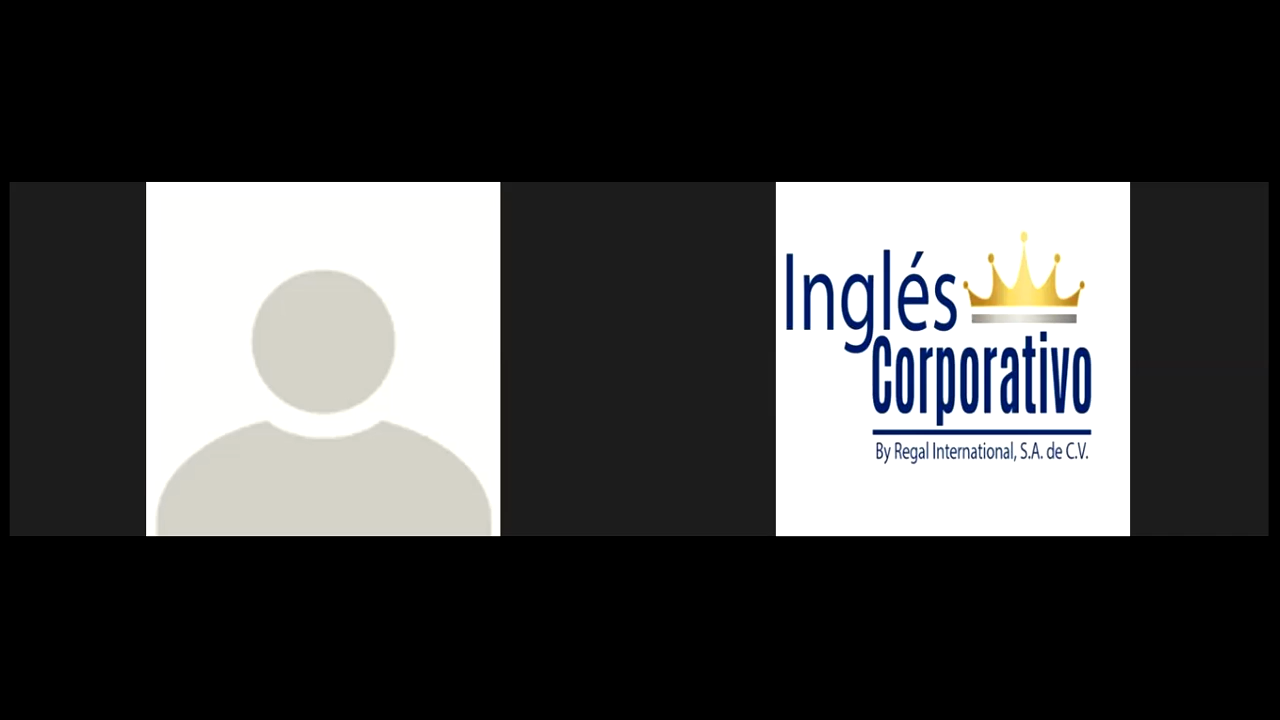 Inglés
Corporativo
By Regal International, S.A. de C.V.